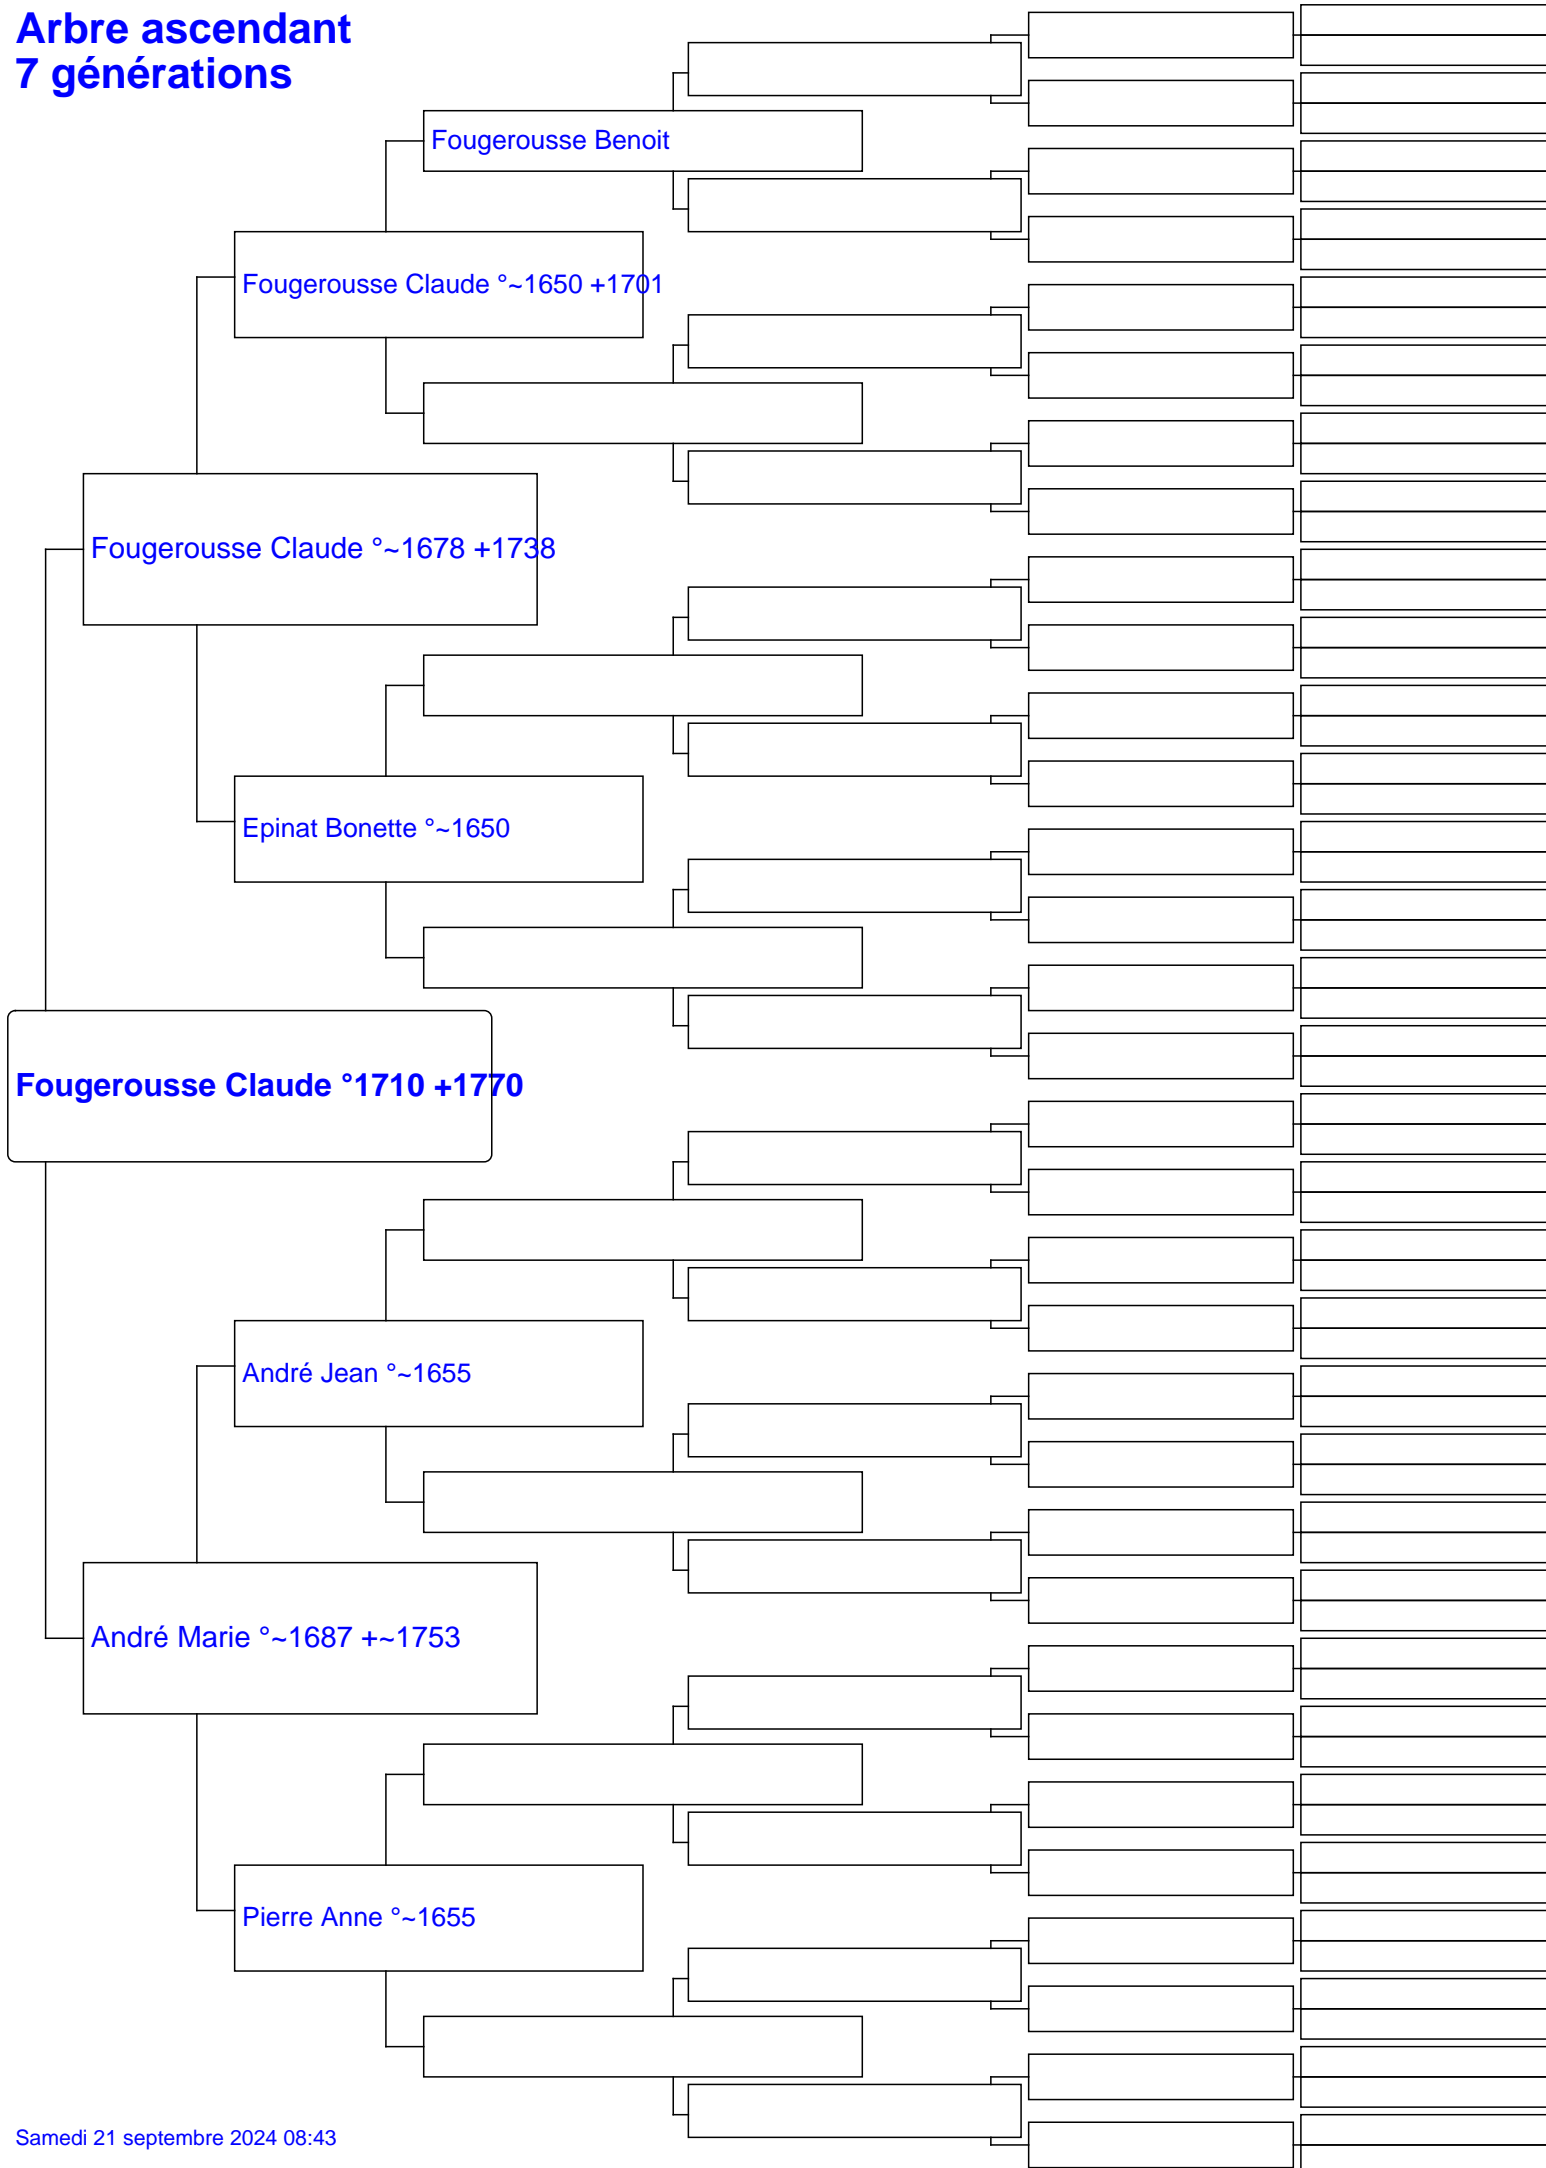 Arbre ascendant
7 générations
Fougerousse Benoit
Fougerousse Claude °~1650 +1701
Fougerousse Claude °~1678 +1738
Epinat Bonette °~1650
Fougerousse Claude °1710 +1770
André Jean °~1655
André Marie °~1687 +~1753
Pierre Anne °~1655
Samedi 21 septembre 2024 08:43